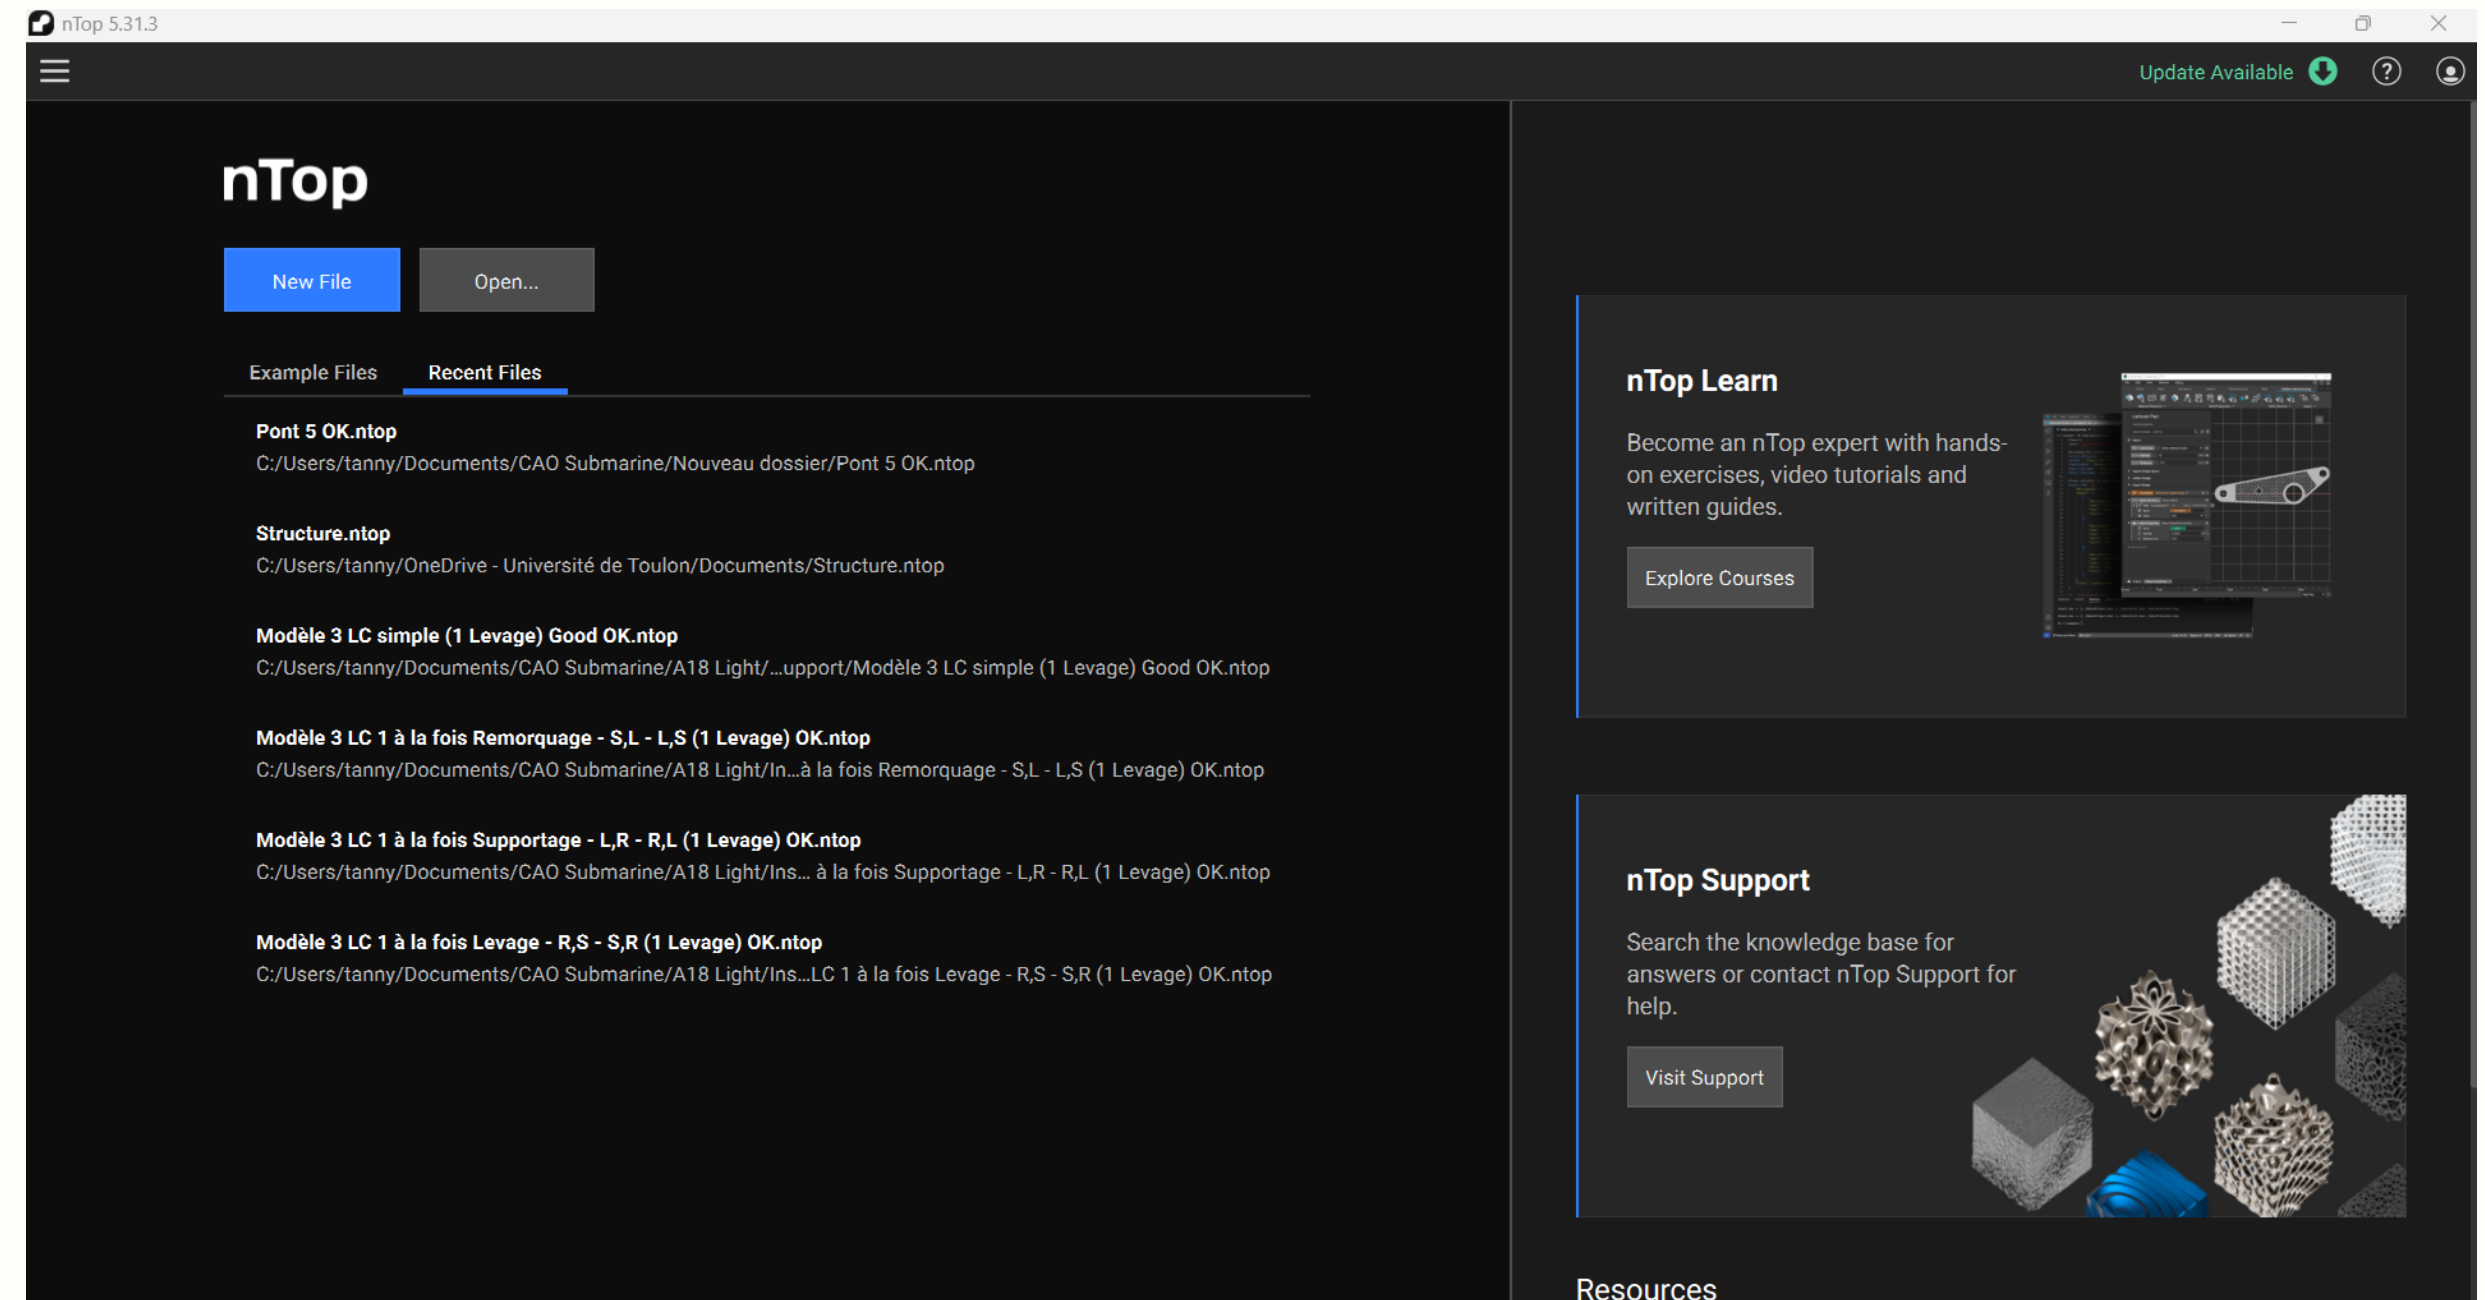 nTop 5.31.3
Update Available
nTop
New File
Open...
Example Files
Recent Files
Pont 5 OK.ntop
C:/Users/tanny/Documents/CAO Submarine/Nouveau dossier/Pont 5 OK.ntop
Structure.ntop
C:/Users/tanny/OneDrive - Université de Toulon/Documents/Structure.ntop
Modèle 3 LC simple (1 Levage) Good OK.ntop
C:/Users/tanny/Documents/CAO Submarine/A18 Light/...upport/Modèle 3 LC simple (1 Levage) Good OK.ntop
Modèle 3 LC 1 à la fois Remorquage - S,L - L,S (1 Levage) OK.ntop
C:/Users/tanny/Documents/CAO Submarine/A18 Light/In...à la fois Remorquage - S,L - L,S (1 Levage) OK.ntop
Modèle 3 LC 1 à la fois Supportage - L,R - R,L (1 Levage) OK.ntop
C:/Users/tanny/Documents/CAO Submarine/A18 Light/Ins... à la fois Supportage - L,R - R,L (1 Levage) OK.ntop
Modèle 3 LC 1 à la fois Levage - R,S - S,R (1 Levage) OK.ntop
C:/Users/tanny/Documents/CAO Submarine/A18 Light/Ins...LC 1 à la fois Levage - R,S - S,R (1 Levage) OK.ntop
nTop Learn
Become an nTop expert with hands-
on exercises, video tutorials and
written guides.
Explore Courses
nTop Support
Search the knowledge base for
answers or contact nTop Support for
help.
Visit Support
Resources